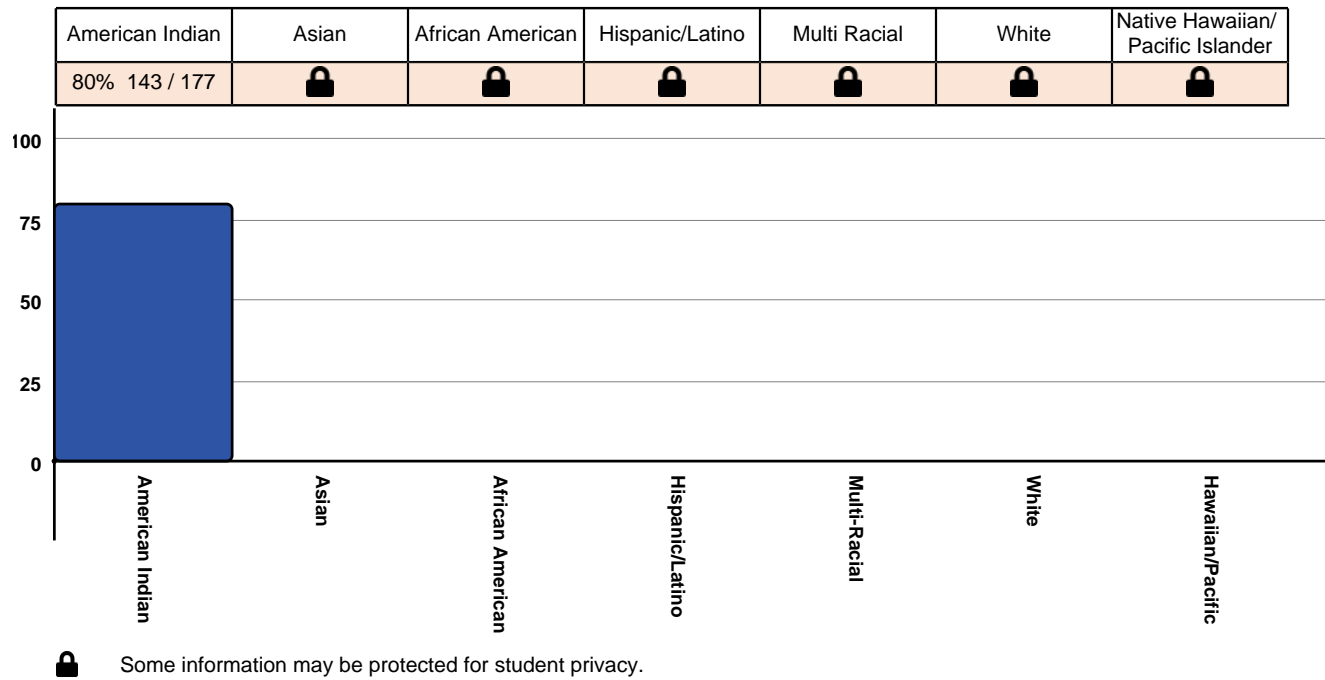 American Indian Asian African American Hispanic/Latino Multi Racial White Native Hawaiian/
Pacific Islander
80% 143 / 177
100
75
50
25
0
American Indian
Asian
African American
Hispanic/Latino
Multi-Racial
White
Hawaiian/Pacific
Some information may be protected for student privacy.